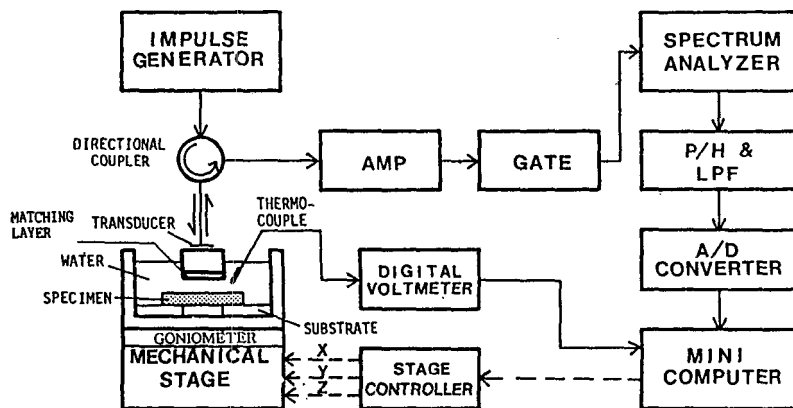 IMPULSE
GENERATOR
SPECTRUM
ANALYZER
DIRECTIONAL
COUPLER
AMP
GATE
P/H &
LPF
MATCHING
LAYER
TRANSDUCER
THERMO-
COUPLE
WATER
SPECIMEN
SUBSTRATE
DIGITAL
VOLTMETER
A/D
CONVERTER
GONIOMETER
MECHANICAL
STAGE
X
Y
Z
STAGE
CONTROLLER
MINI
COMPUTER